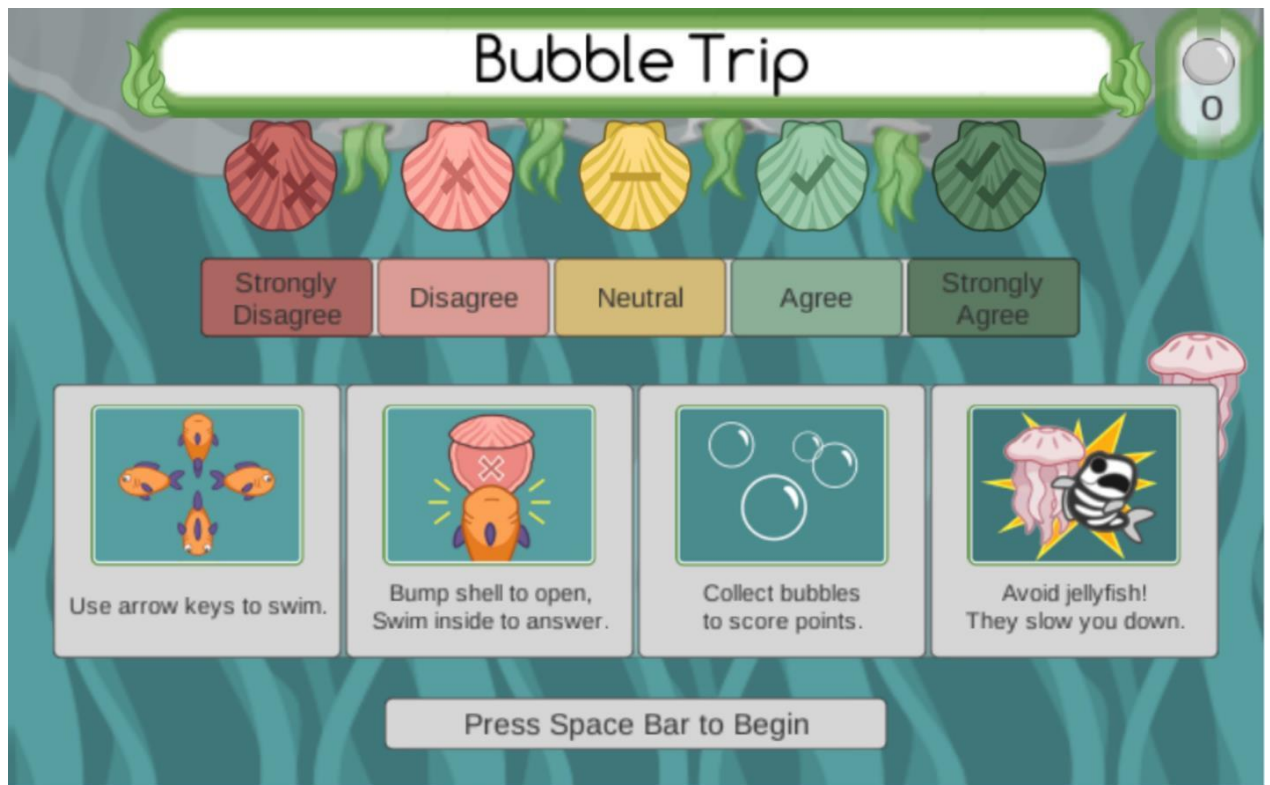 Bubble Trip
0
Strongly
Disagree
Disagree
Neutral
Agree
Strongly
Agree
Use arrow keys to swim.
Bump shell to open,
Swim inside to answer.
Collect bubbles
to score points.
Avoid jellyfish!
They slow you down.
Press Space Bar to Begin